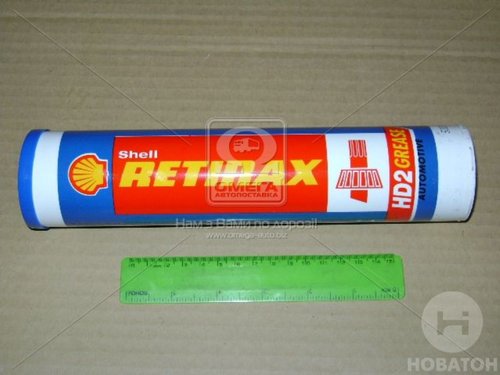 Shell
RETINAX
HD2 GREASE
AUTOMOTIVE
ОМЕГА
АВТОПОСТАВКА
Нам з Вами по дорозі!
www.omega-auto.biz
НОВАТОН